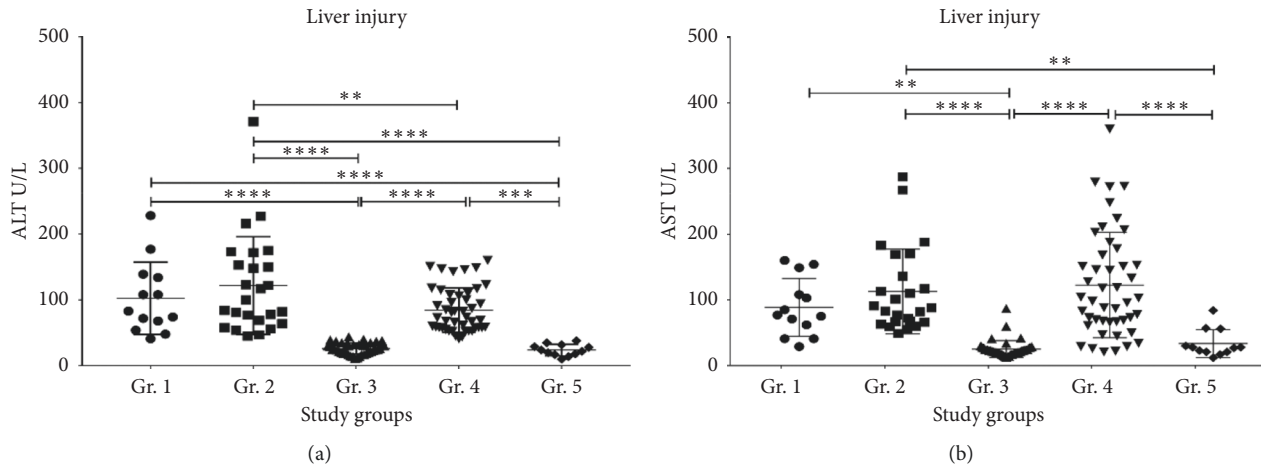 Liver injury
500
400
300
200
100
0
ALT U/L
**
****
****
****
****
****
***
Gr. 1 Gr. 2 Gr. 3 Gr. 4 Gr. 5
Study groups
(a)
Liver injury
500
400
300
200
100
0
AST U/L
**
**
****
****
****
Gr. 1 Gr. 2 Gr. 3 Gr. 4 Gr. 5
Study groups
(b)